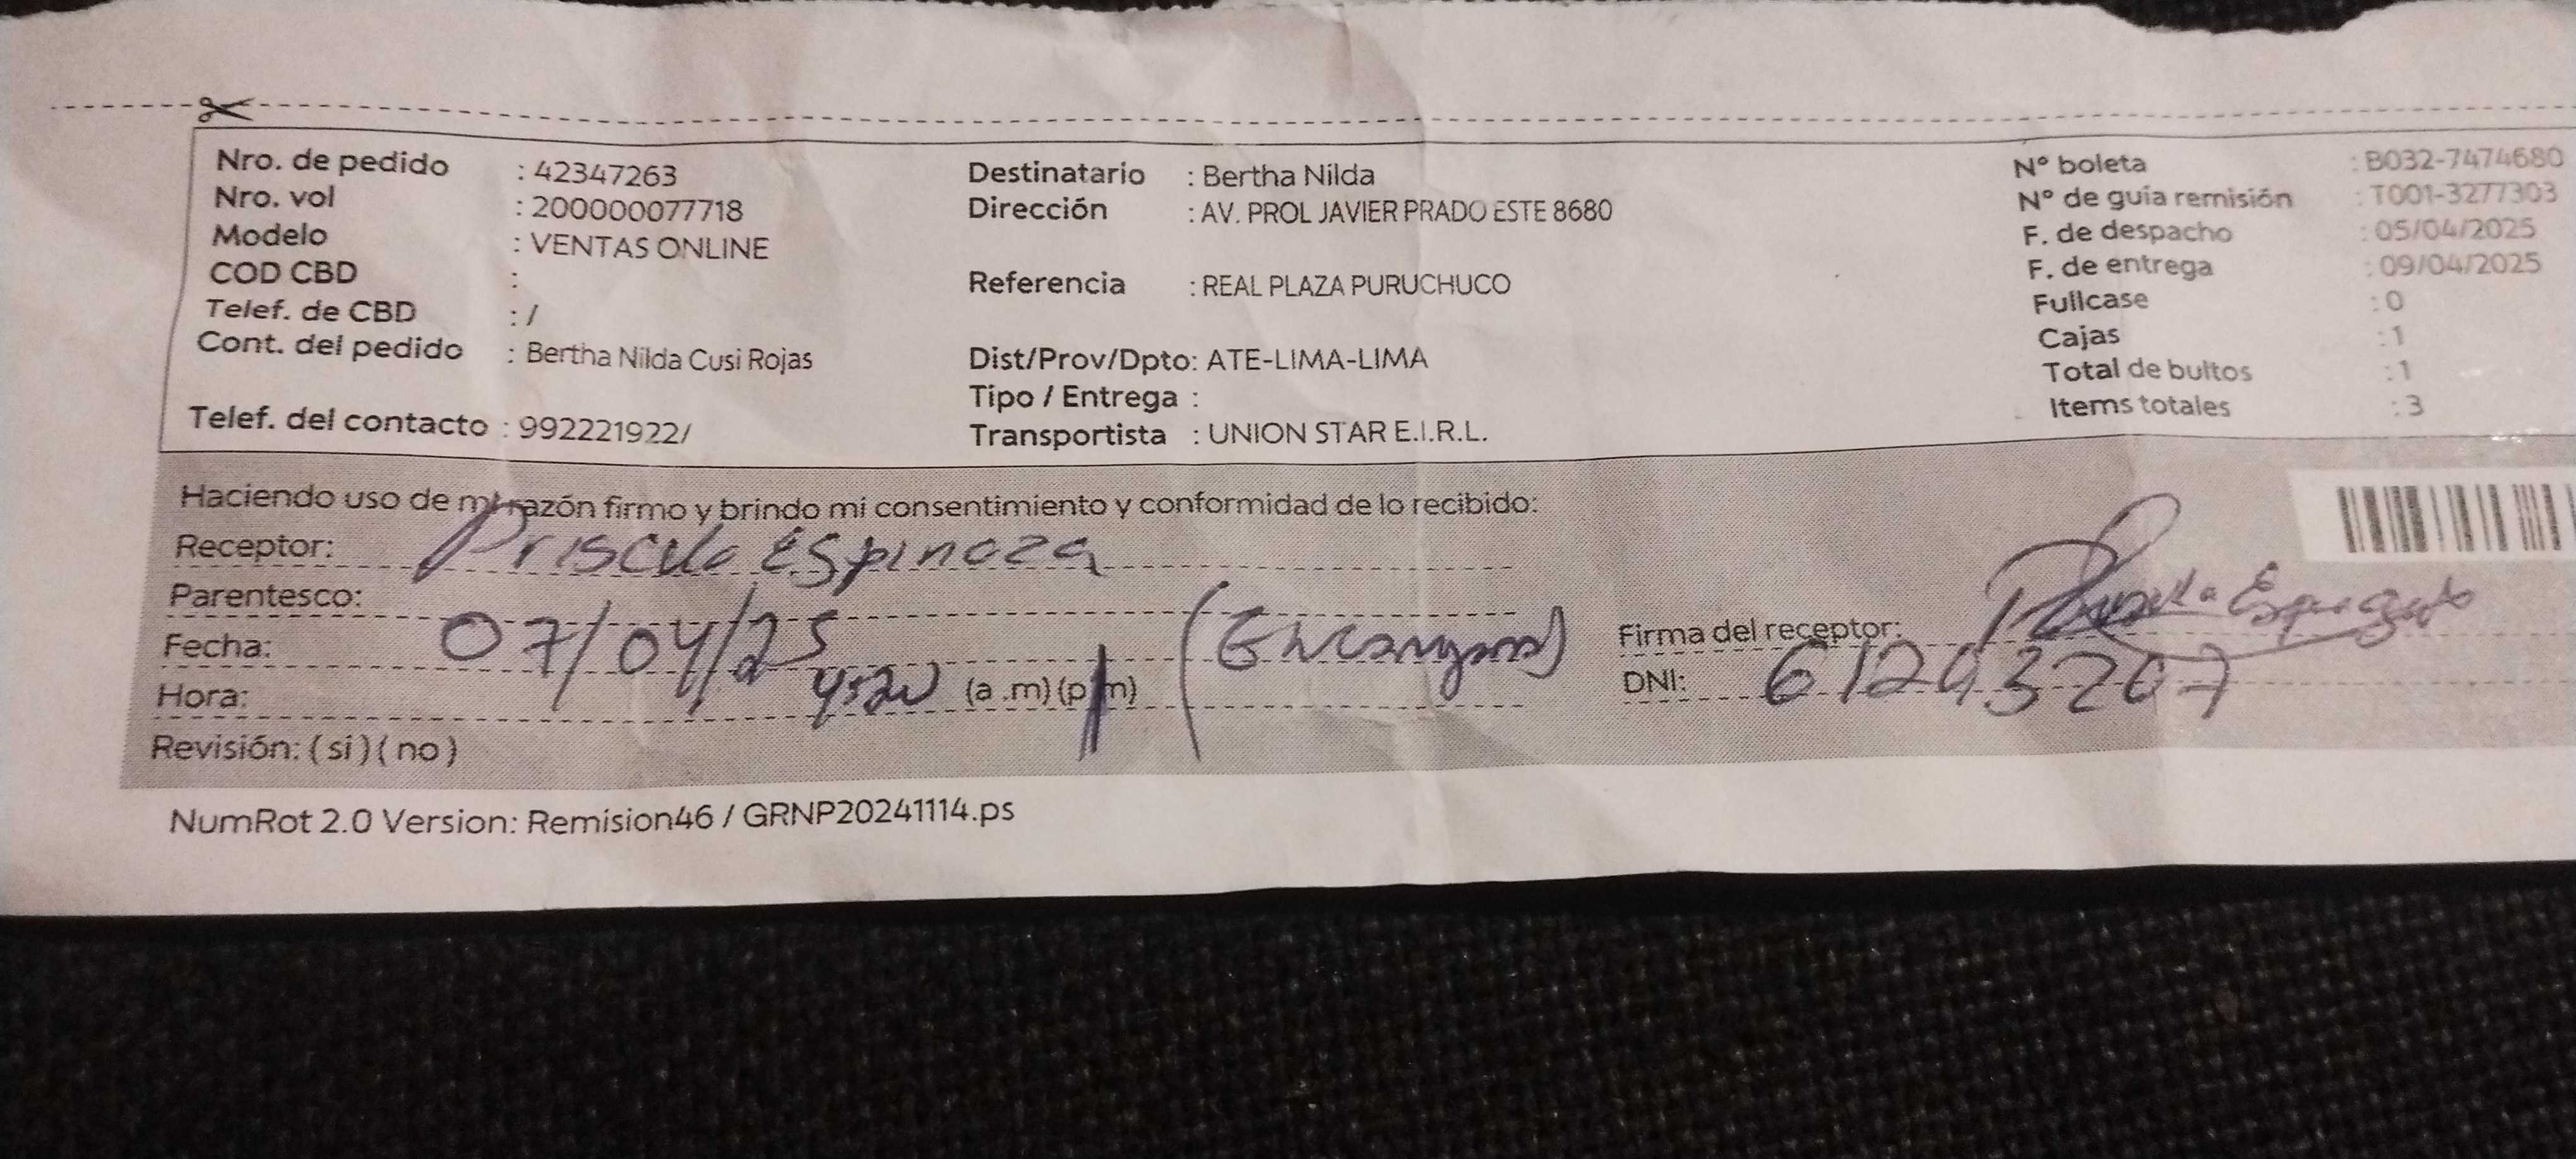 Nro. de pedido : 42347263
Nro. vol : 200000077718
Modelo : VENTAS ONLINE
COD CBD :
Telef. de CBD : /
Cont. del pedido : Bertha Nilda Cusi Rojas
Telef. del contacto : 992221922/
Destinatario : Bertha Nilda
Dirección : AV. PROL JAVIER PRADO ESTE 8680
Referencia : REAL PLAZA PURUCHUCO
Dist/Prov/Dpto: ATE-LIMA-LIMA
Tipo / Entrega :
Transportista : UNION STAR E.I.R.L.
N° boleta : B032-7474680
N° de guía remisión : T001-3277303
F. de despacho : 05/04/2025
F. de entrega : 09/04/2025
Fullcase : 0
Cajas : 1
Total de bultos : 1
Items totales : 3
Haciendo uso de mi razón firmo y brindo mi consentimiento y conformidad de lo recibido:
Receptor: Priscila Espinoza
Parentesco:
Fecha: 07/04/25
Hora: (a .m) (p.m)
Revisión: ( si ) ( no )
(Encargada)
Firma del receptor:
DNI: 61293207
NumRot 2.0 Version: Remision46 / GRNP20241114.ps